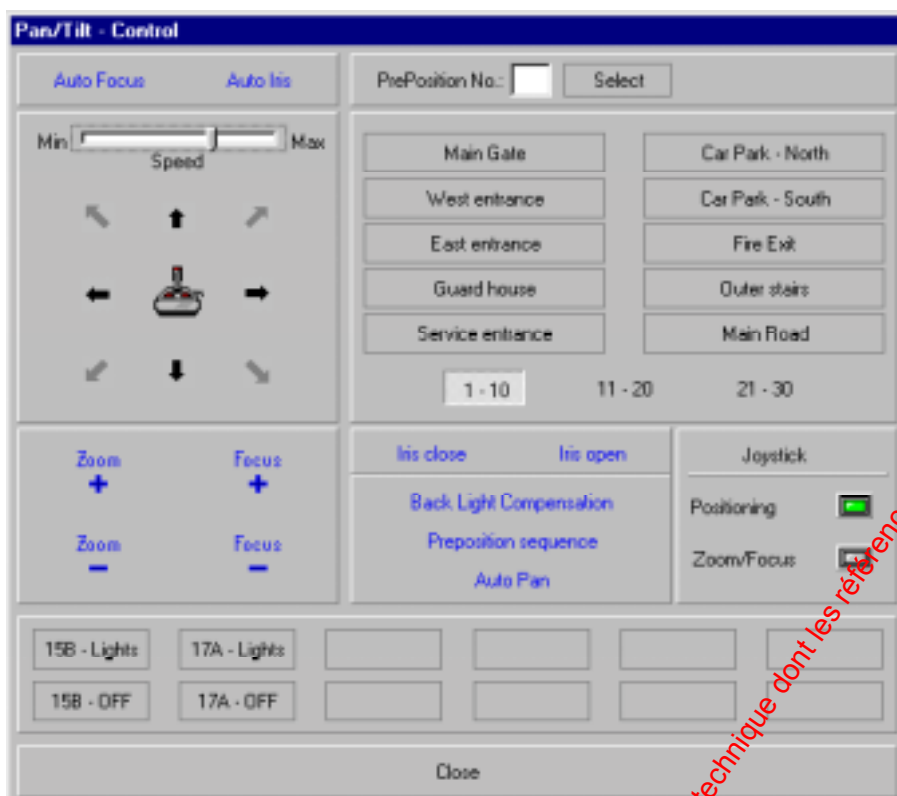 Pan/Tilt - Control
Auto Focus Auto Iris
PrePosition No.: Select
Min Max
Speed
Main Gate Car Park - North
West entrance Car Park - South
East entrance Fire Exit
Guard house Outer stairs
Service entrance Main Road
1 - 10 11 - 20 21 - 30
Zoom Focus
+ +
Zoom Focus
- -
Iris close Iris open
Back Light Compensation
Preposition sequence
Auto Pan
Joystick
Positioning
Zoom/Focus
15B - Lights 17A - Lights
15B - OFF 17A - OFF
Close
technique dont les